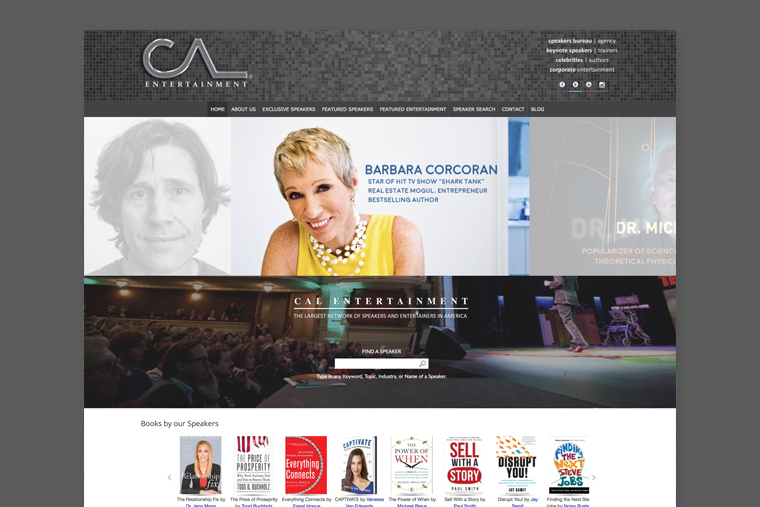 CAL®
ENTERTAINMENT
speakers bureau | agency
keynote speakers | trainers
celebrities | authors
corporate entertainment
HOME ABOUT US EXCLUSIVE SPEAKERS FEATURED SPEAKERS FEATURED ENTERTAINMENT SPEAKER SEARCH CONTACT BLOG
BARBARA CORCORAN
STAR OF HIT TV SHOW "SHARK TANK"
REAL ESTATE MOGUL. ENTREPRENEUR
BESTSELLING AUTHOR
DR. MIC
POPULARIZER OF SCIENC
THEORETICAL PHYSIC
CAL ENTERTAINMENT
THE LARGEST NETWORK OF SPEAKERS AND ENTERTAINERS IN AMERICA
FIND A SPEAKER
Type in any Keyword, Topic, Industry, or Name of a Speaker.
Books by our Speakers
Relationship
fix
THE PRICE OF
PROSPERITY
TODD G. BUCHHOLZ
Everything
Connects
CAPTIVATE
THE
POWER OF
WHEN
SELL
WITH A
STORY
PAUL SMITH
DISRUPT
YOU!
JAY SAMIT
FINDING
THE NEXT
STEVE
JOBS
The Relationship Fix by
Dr. Jenn Mann
The Price of Prosperity
by Todd Buchholz
Everything Connects by
Faisal Hoque
CAPTIVATE by Vanessa
Van Edwards
The Power of When by
Michael Breus
Sell With a Story by
Paul Smith
Disrupt You! by Jay
Samit
Finding the Next Ste
Jobs by Nolan Bushn